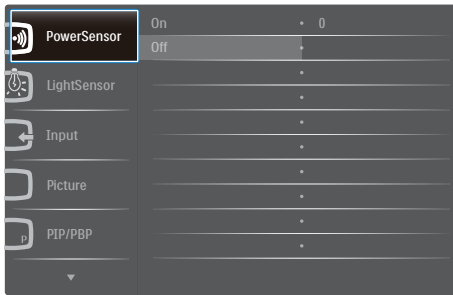 PowerSensor
On
0
Off
LightSensor
Input
Picture
P
PIP/PBP